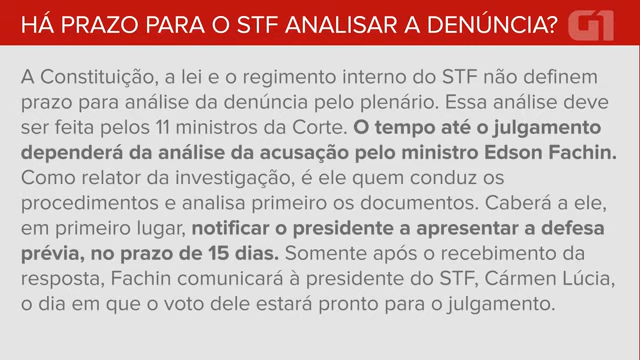 HÁ PRAZO PARA O STF ANALISAR A DENÚNCIA? G1
A Constituição, a lei e o regimento interno do STF não definem
prazo para análise da denúncia pelo plenário. Essa análise deve
ser feita pelos 11 ministros da Corte. O tempo até o julgamento
dependerá da análise da acusação pelo ministro Edson Fachin.
Como relator da investigação, é ele quem conduz os
procedimentos e analisa primeiro os documentos. Caberá a ele,
em primeiro lugar, notificar o presidente a apresentar a defesa
prévia, no prazo de 15 dias. Somente após o recebimento da
resposta, Fachin comunicará à presidente do STF, Cármen Lúcia,
o dia em que o voto dele estará pronto para o julgamento.